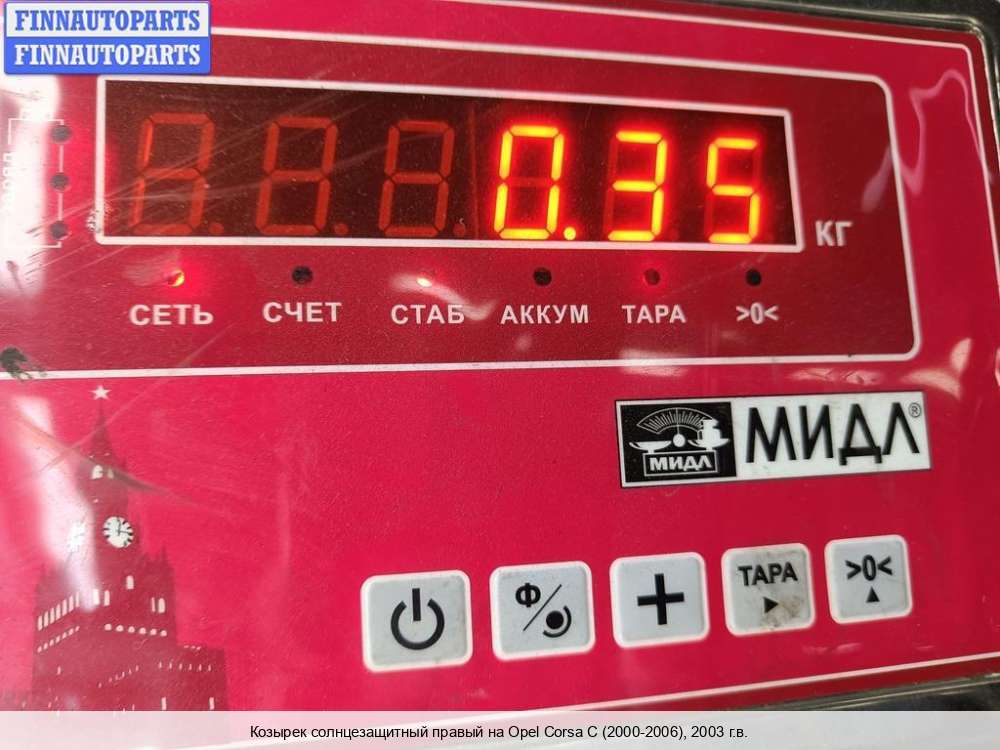 FINNAUTOPARTS
FINNAUTOPARTS
0.35
КГ
СЕТЬ СЧЕТ СТАБ АККУМ ТАРА >0<
МИДЛ МИДЛ®
Ф ТАРА >0<
Козырек солнцезащитный правый на Opel Corsa C (2000-2006), 2003 г.в.